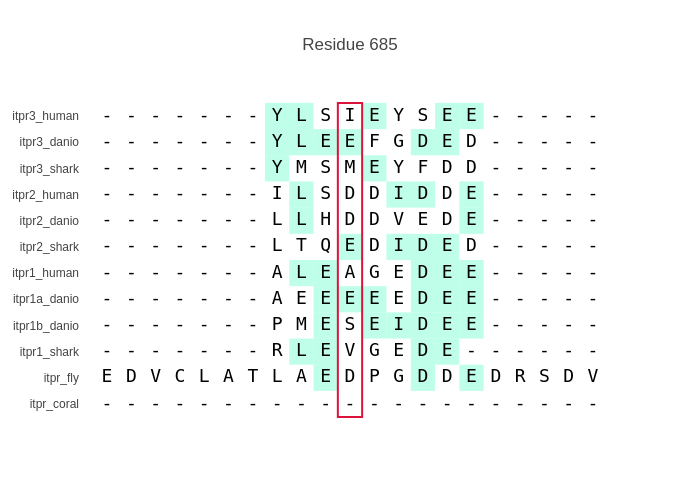 Residue 685
itpr3_human - - - - - - - Y L S I E Y S E E - - - - -
itpr3_danio - - - - - - - Y L E E F G D E D - - - - -
itpr3_shark - - - - - - - Y M S M E Y F D D - - - - -
itpr2_human - - - - - - - I L S D D I D D E - - - - -
itpr2_danio - - - - - - - L L H D D V E D E - - - - -
itpr2_shark - - - - - - - L T Q E D I D E D - - - - -
itpr1_human - - - - - - - A L E A G E D E E - - - - -
itpr1a_danio - - - - - - - A E E E E E D E E - - - - -
itpr1b_danio - - - - - - - P M E S E I D E E - - - - -
itpr1_shark - - - - - - - R L E V G E D E - - - - - -
itpr_fly E D V C L A T L A E D P G D D E D R S D V
itpr_coral - - - - - - - - - - - - - - - - - - - - -